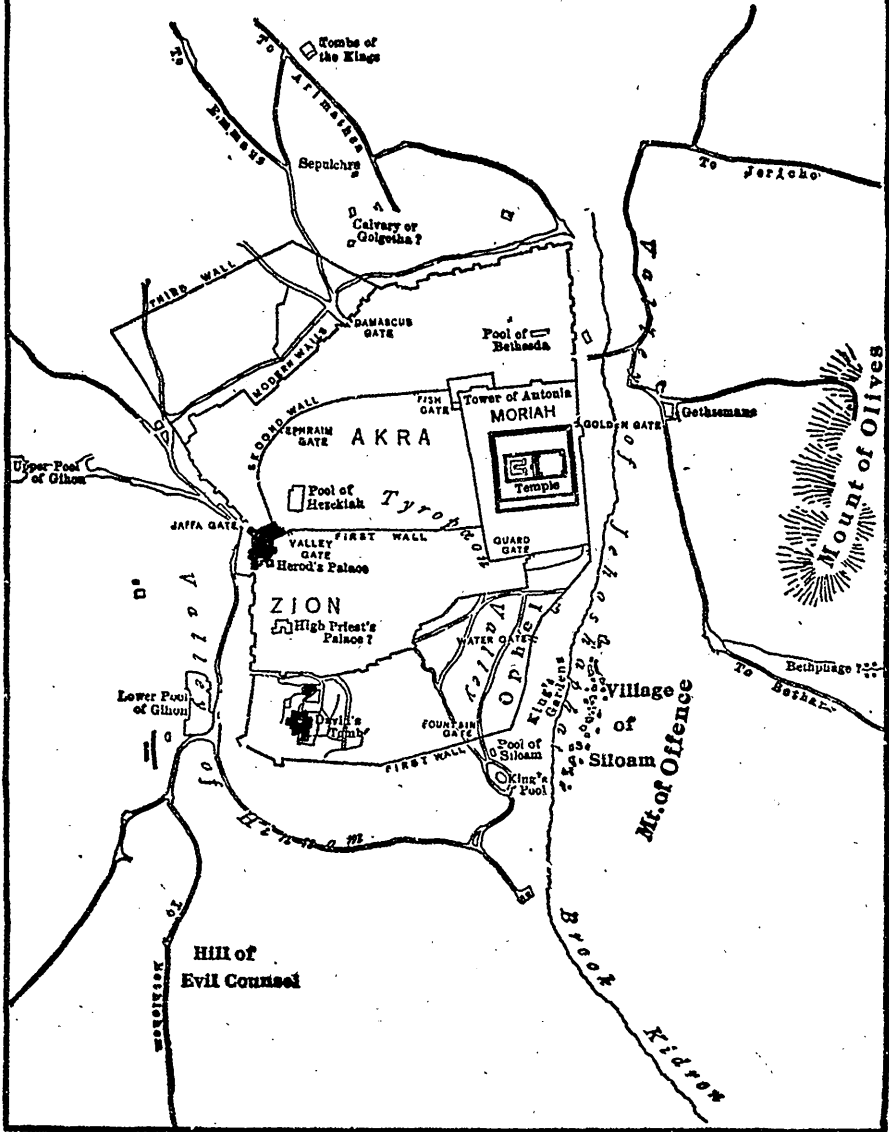 Tombs of
the Kings
To Arimathea
To Emmaus
Sepulchre
To Jericho
Calvary or
Golgotha?
THIRD WALL
DAMASCUS
GATE
MODERN WALLS
Pool of
Bethesda
Valley of Jehoshaphat
Mount of Olives
SECOND WALL
EPHRAIM
GATE
AKRA
FISH
GATE
Tower of Antonia
MORIAH
GOLDEN GATE
Gethsemane
Temple
Upper Pool
of Gihon
Pool of
Hezekiah
Tyropœon
Valley
JAFFA GATE
VALLEY
GATE
FIRST WALL
GUARD
GATE
Herod's Palace
ZION
High Priest's
Palace?
WATER GATE
Ophel
Bethphage?
To Bethany
Valley of Hinnom
Lower Pool
of Gihon
David's
Tomb
FOUNTAIN
GATE
FIRST WALL
King's
Gardens
Village
of
Siloam
Pool of
Siloam
King's
Pool
Mt. of Offence
To Bethlehem
Hill of
Evil Counsel
Brook Kidron